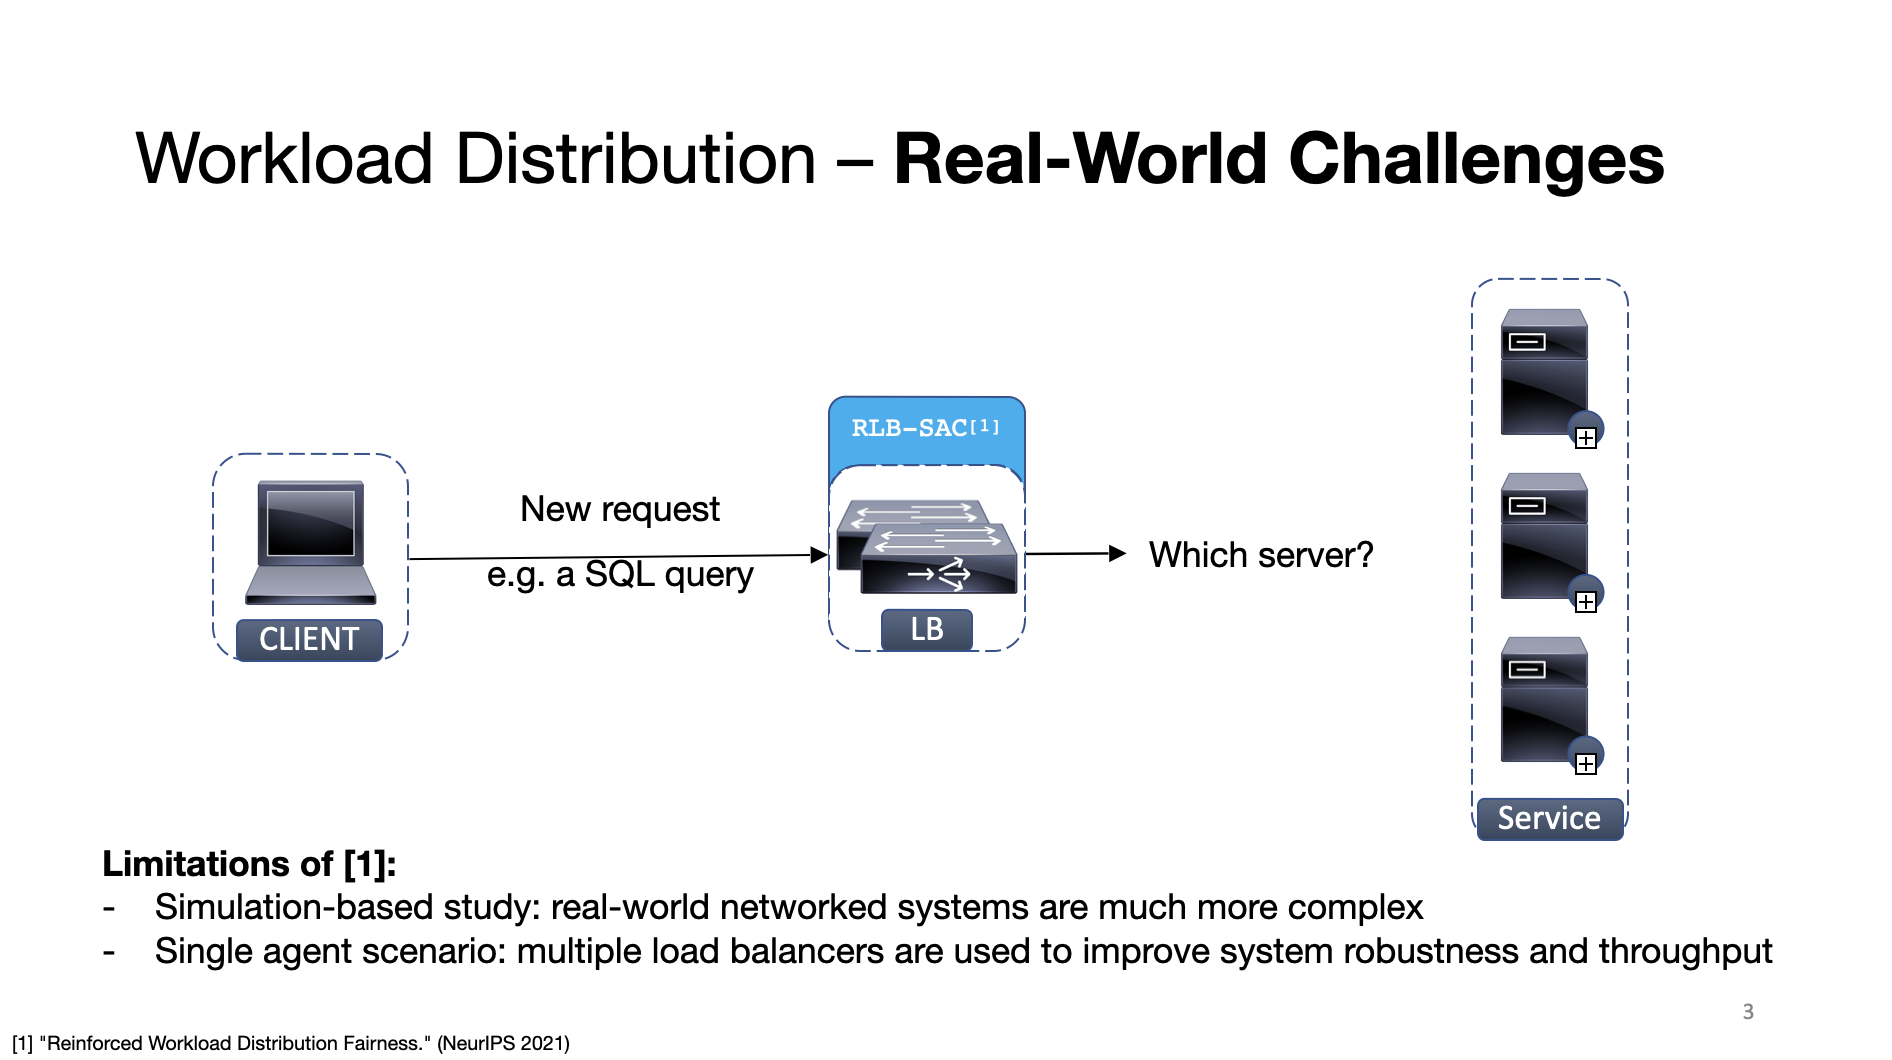 Workload Distribution – Real-World Challenges
RLB-SAC[1]
New request
e.g. a SQL query
Which server?
CLIENT
LB
Service
Limitations of [1]:
- Simulation-based study: real-world networked systems are much more complex
- Single agent scenario: multiple load balancers are used to improve system robustness and throughput
3
[1] "Reinforced Workload Distribution Fairness." (NeurIPS 2021)